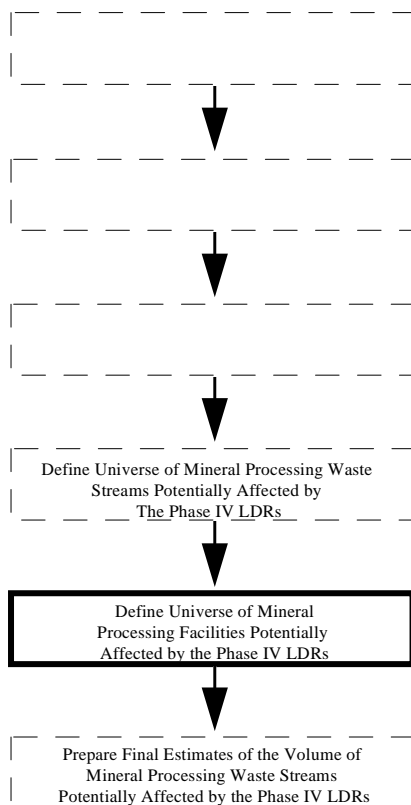 Define Universe of Mineral Processing Waste
Streams Potentially Affected by
The Phase IV LDRs
Define Universe of Mineral
Processing Facilities Potentially
Affected by the Phase IV LDRs
Prepare Final Estimates of the Volume of
Mineral Processing Waste Streams
Potentially Affected by the Phase IV LDRs